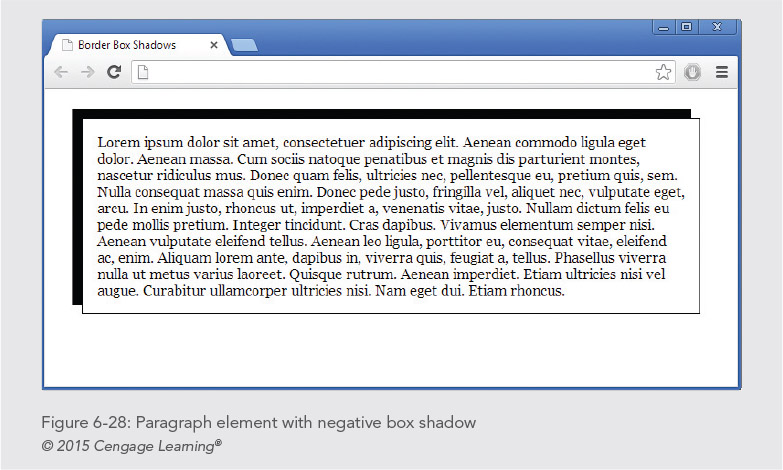 Border Box Shadows
Lorem ipsum dolor sit amet, consectetuer adipiscing elit. Aenean commodo ligula eget
dolor. Aenean massa. Cum sociis natoque penatibus et magnis dis parturient montes,
nascetur ridiculus mus. Donec quam felis, ultricies nec, pellentesque eu, pretium quis, sem.
Nulla consequat massa quis enim. Donec pede justo, fringilla vel, aliquet nec, vulputate eget,
arcu. In enim justo, rhoncus ut, imperdiet a, venenatis vitae, justo. Nullam dictum felis eu
pede mollis pretium. Integer tincidunt. Cras dapibus. Vivamus elementum semper nisi.
Aenean vulputate eleifend tellus. Aenean leo ligula, porttitor eu, consequat vitae, eleifend
ac, enim. Aliquam lorem ante, dapibus in, viverra quis, feugiat a, tellus. Phasellus viverra
nulla ut metus varius laoreet. Quisque rutrum. Aenean imperdiet. Etiam ultricies nisi vel
augue. Curabitur ullamcorper ultricies nisi. Nam eget dui. Etiam rhoncus.
Figure 6-28: Paragraph element with negative box shadow
© 2015 Cengage Learning®